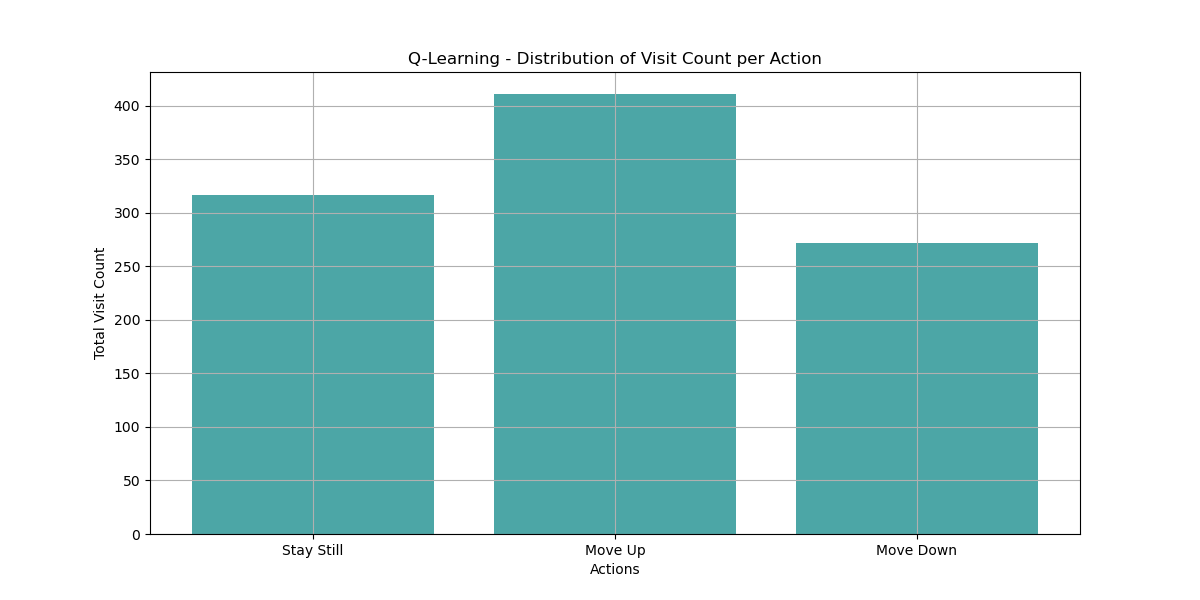 Q-Learning - Distribution of Visit Count per Action
400
350
300
250
200
150
100
50
0
Total Visit Count
Stay Still
Move Up
Move Down
Actions